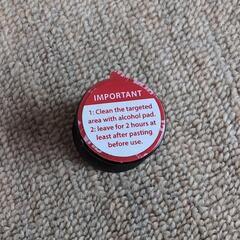 IMPORTANT
1: Clean the targeted
area with alcohol pad.
2: leave for 2 hours at
least after pasting
before use.